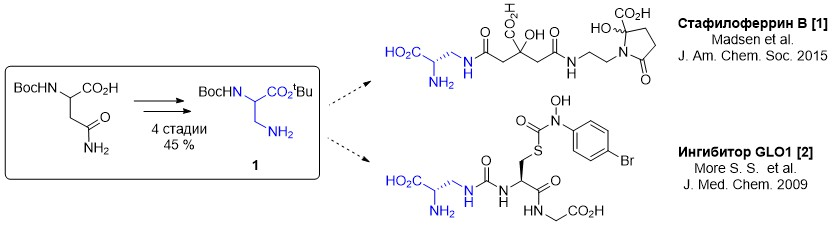 BocHN
CO₂H
O
NH₂
4 стадии
45 %
BocHN
CO₂ᵗBu
NH₂
1
HO₂C
NH₂
N
H
O
CO₂H
OH
O
N
H
N
HO
CO₂H
O
Стафилоферрин В [1]
Madsen et al.
J. Am. Chem. Soc. 2015
HO₂C
NH₂
N
H
O
N
H
S
O
N
OH
Br
O
HN
CO₂H
Ингибитор GLO1 [2]
More S. S. et al.
J. Med. Chem. 2009